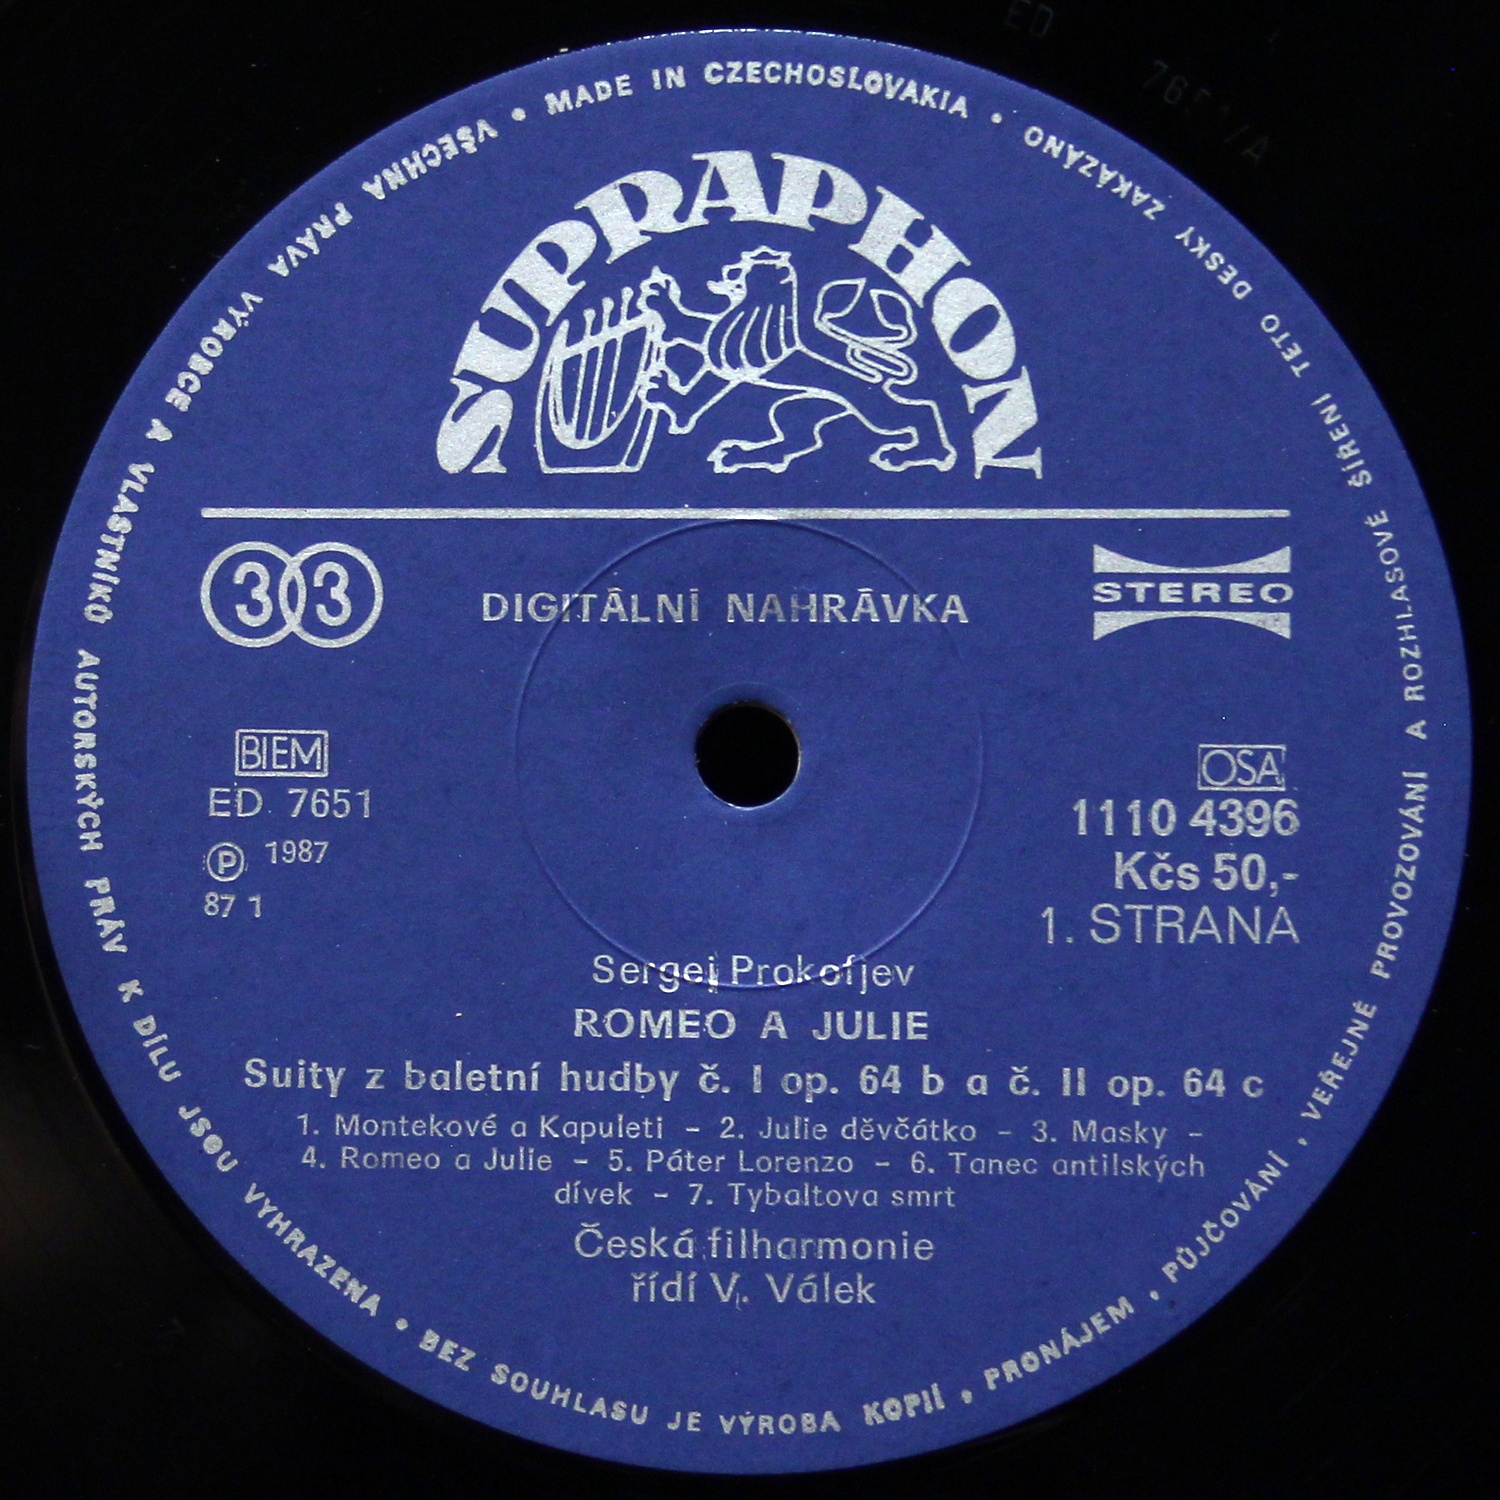 MADE IN CZECHOSLOVAKIA • VŠECHNA PRÁVA VÝROBCE A VLASTNÍKŮ AUTORSKÝCH PRÁV K DÍLU JSOU VYHRAZENA • BEZ SOUHLASU JE VÝROBA KOPIÍ, PRONÁJEM, PŮJČOVÁNÍ, VEŘEJNÉ PROVOZOVÁNÍ A ROZHLASOVÉ ŠÍŘENÍ TÉTO DESKY ZAKÁZÁNO •
SUPRAPHON
33
DIGITÁLNÍ NAHRÁVKA
STEREO
BIEM
ED 7651
Ⓟ 1987
87 1
OSA
1110 4396
Kčs 50,-
1. STRANA
Sergej Prokofjev
ROMEO A JULIE
Suity z baletní hudby č. I op. 64 b a č. II op. 64 c
1. Montekové a Kapuleti – 2. Julie děvčátko – 3. Masky –
4. Romeo a Julie – 5. Páter Lorenzo – 6. Tanec antilských
dívek – 7. Tybaltova smrt
Česká filharmonie
řídí V. Válek